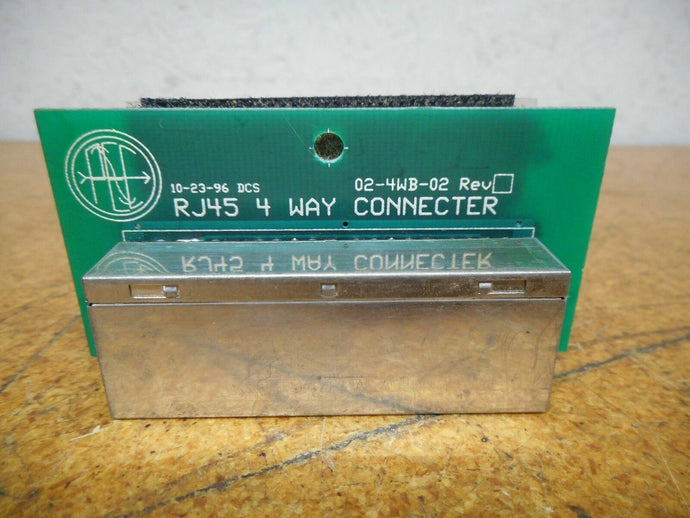 10-23-96 DCS
02-4WB-02 Rev
RJ45 4 WAY CONNECTER